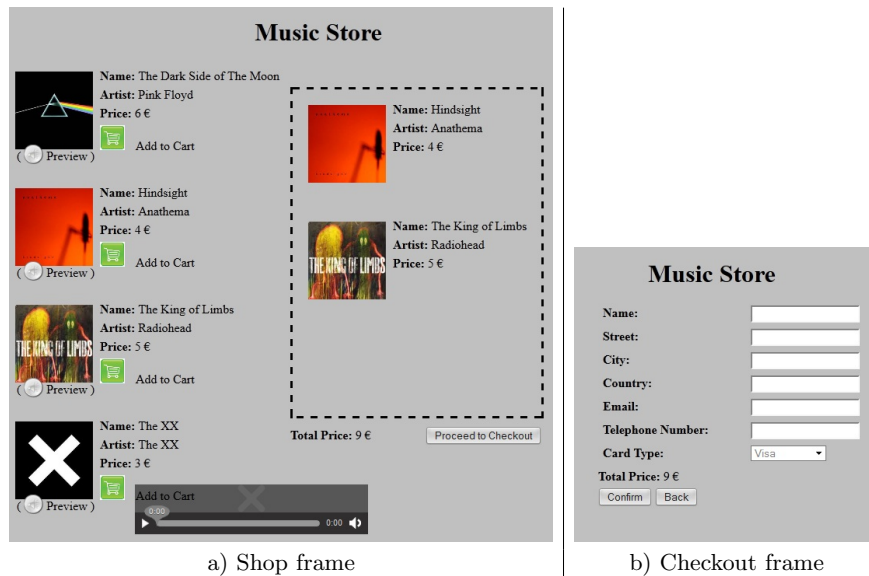 Music Store
Name: The Dark Side of The Moon
Artist: Pink Floyd
Price: 6 €
Add to Cart
( Preview )
Name: Hindsight
Artist: Anathema
Price: 4 €
Add to Cart
( Preview )
Name: The King of Limbs
Artist: Radiohead
Price: 5 €
THE KING OF LIMBS
Add to Cart
( Preview )
Name: The XX
Artist: The XX
Price: 3 €
Add to Cart
( Preview )
0:00
0:00
Name: Hindsight
Artist: Anathema
Price: 4 €
Name: The King of Limbs
Artist: Radiohead
Price: 5 €
THE KING OF LIMBS
Total Price: 9 €
Proceed to Checkout
a) Shop frame
Music Store
Name:
Street:
City:
Country:
Email:
Telephone Number:
Card Type: Visa
Total Price: 9 €
Confirm Back
b) Checkout frame